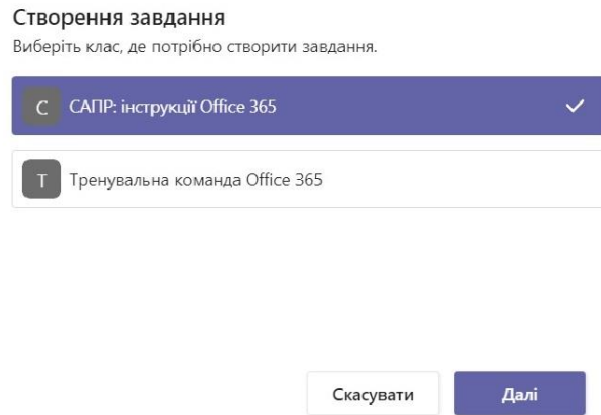 Створення завдання
Виберіть клас, де потрібно створити завдання.
С САПР: інструкції Office 365
Т Тренувальна команда Office 365
Скасувати Далі